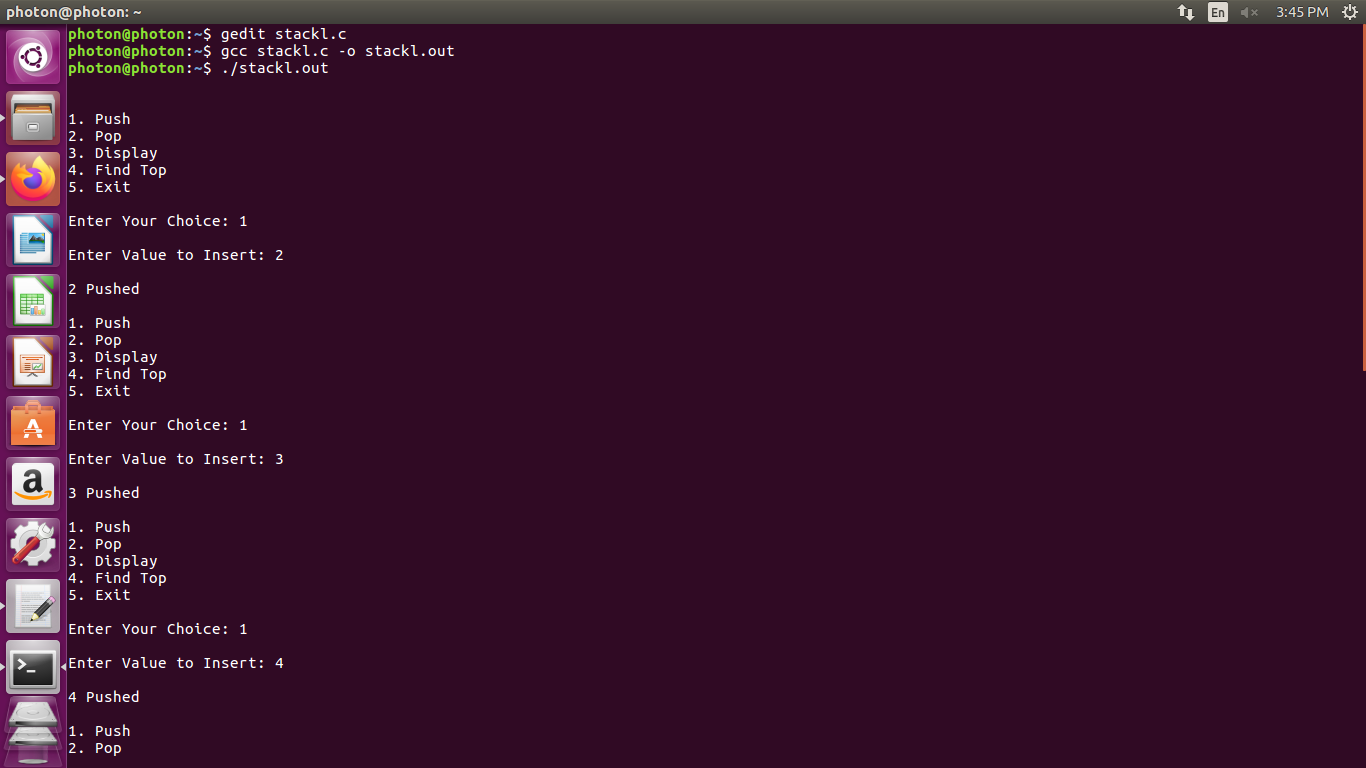 photon@photon: ~
En
3:45 PM
photon@photon:~$ gedit stackl.c
photon@photon:~$ gcc stackl.c -o stackl.out
photon@photon:~$ ./stackl.out
1. Push
2. Pop
3. Display
4. Find Top
5. Exit
Enter Your Choice: 1
Enter Value to Insert: 2
2 Pushed
1. Push
2. Pop
3. Display
4. Find Top
5. Exit
Enter Your Choice: 1
Enter Value to Insert: 3
3 Pushed
1. Push
2. Pop
3. Display
4. Find Top
5. Exit
Enter Your Choice: 1
Enter Value to Insert: 4
4 Pushed
1. Push
2. Pop